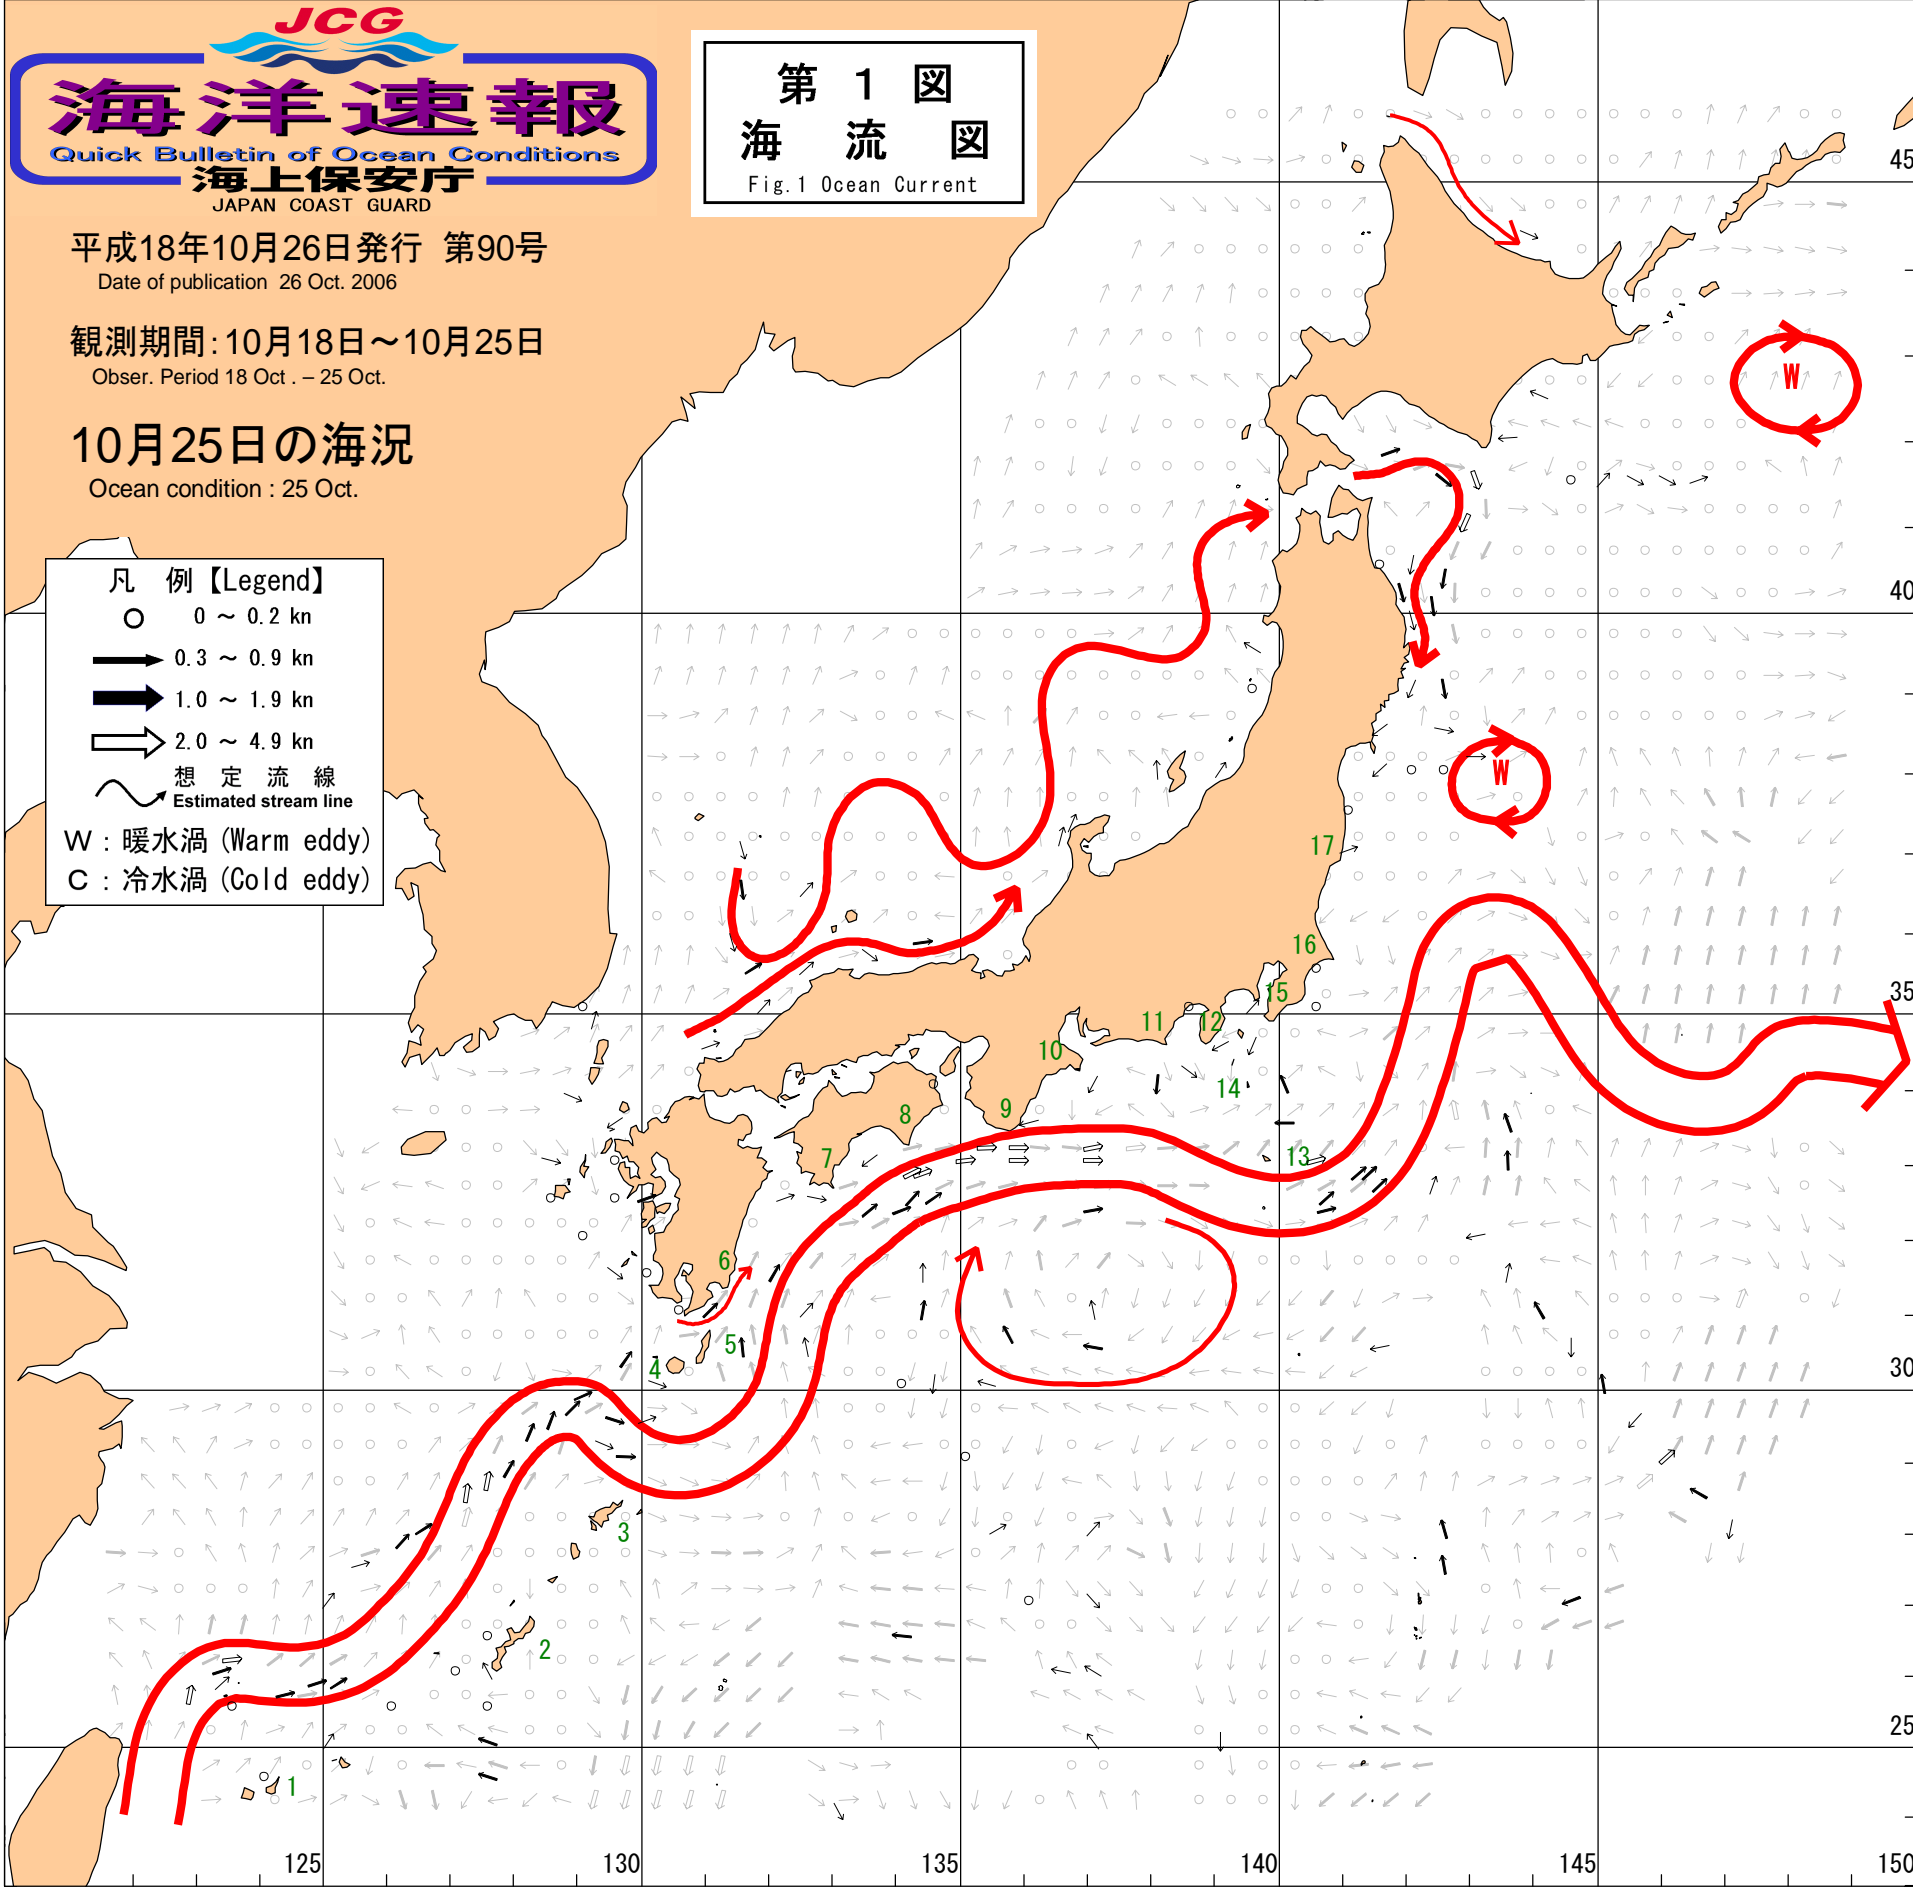 JCG
海洋速報
Quick Bulletin of Ocean Conditions
海上保安庁
JAPAN COAST GUARD
平成18年10月26日発行 第90号
Date of publication 26 Oct. 2006
観測期間:10月18日～10月25日
Obser. Period 18 Oct . – 25 Oct.
10月25日の海況
Ocean condition : 25 Oct.
第 1 図
海 流 図
Fig.1 Ocean Current
凡 例【Legend】
0 ～ 0.2 kn
0.3 ～ 0.9 kn
1.0 ～ 1.9 kn
2.0 ～ 4.9 kn
想 定 流 線
Estimated stream line
W : 暖水渦 (Warm eddy)
C : 冷水渦 (Cold eddy)
45
W
40
W
17
16
35
15
12
11
10
14
9
8
7
13
6
5
4
30
3
2
25
1
125
130
135
140
145
150